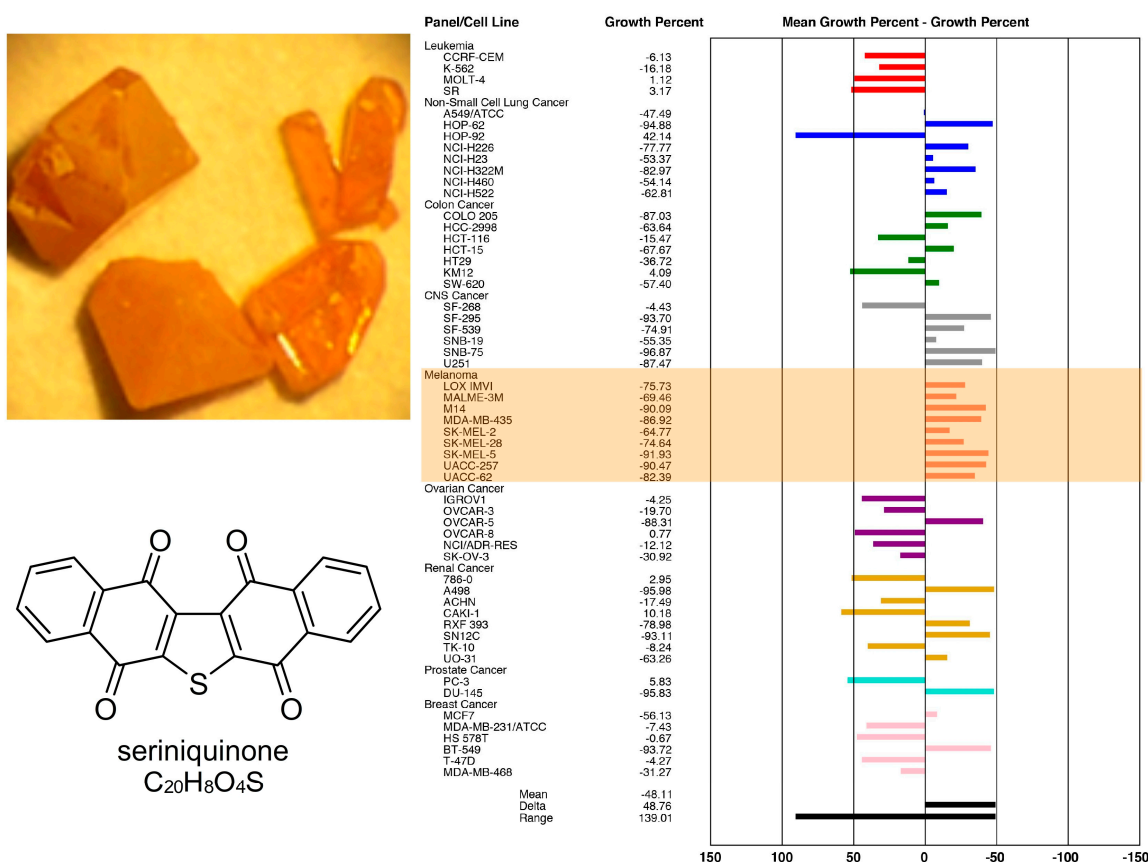 Panel/Cell Line Growth Percent Mean Growth Percent - Growth Percent
Leukemia
CCRF-CEM -6.13
K-562 -16.18
MOLT-4 1.12
SR 3.17
Non-Small Cell Lung Cancer
A549/ATCC -47.49
HOP-62 -94.88
HOP-92 42.14
NCI-H226 -77.77
NCI-H23 -53.37
NCI-H322M -82.97
NCI-H460 -54.14
NCI-H522 -62.81
Colon Cancer
COLO 205 -87.03
HCC-2998 -63.64
HCT-116 -15.47
HCT-15 -67.67
HT29 -36.72
KM12 4.09
SW-620 -57.40
CNS Cancer
SF-268 -4.43
SF-295 -93.70
SF-539 -74.91
SNB-19 -55.35
SNB-75 -96.87
U251 -87.47
Melanoma
LOX IMVI -75.73
MALME-3M -69.46
M14 -90.09
MDA-MB-435 -86.92
SK-MEL-2 -64.77
SK-MEL-28 -74.64
SK-MEL-5 -91.93
UACC-257 -90.47
UACC-62 -82.39
Ovarian Cancer
IGROV1 -4.25
OVCAR-3 -19.70
OVCAR-5 -88.31
OVCAR-8 0.77
NCI/ADR-RES -12.12
SK-OV-3 -30.92
Renal Cancer
786-0 2.95
A498 -95.98
ACHN -17.49
CAKI-1 10.18
RXF 393 -78.98
SN12C -93.11
TK-10 -8.24
UO-31 -63.26
Prostate Cancer
PC-3 5.83
DU-145 -95.83
Breast Cancer
MCF7 -56.13
MDA-MB-231/ATCC -7.43
HS 578T -0.67
BT-549 -93.72
T-47D -4.27
MDA-MB-468 -31.27
Mean -48.11
Delta 48.76
Range 139.01
150 100 50 0 -50 -100 -150
O O
S
O O
seriniquinone
C20H8O4S